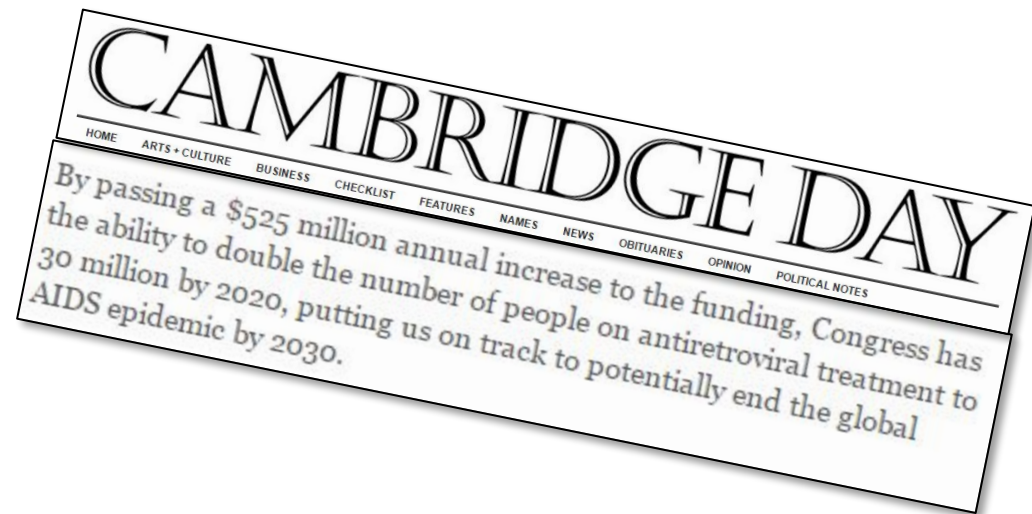 CAMBRIDGE DAY
HOME ARTS + CULTURE BUSINESS CHECKLIST FEATURES NAMES NEWS OBITUARIES OPINION POLITICAL NOTES
By passing a $525 million annual increase to the funding, Congress has
the ability to double the number of people on antiretroviral treatment to
30 million by 2020, putting us on track to potentially end the global
AIDS epidemic by 2030.